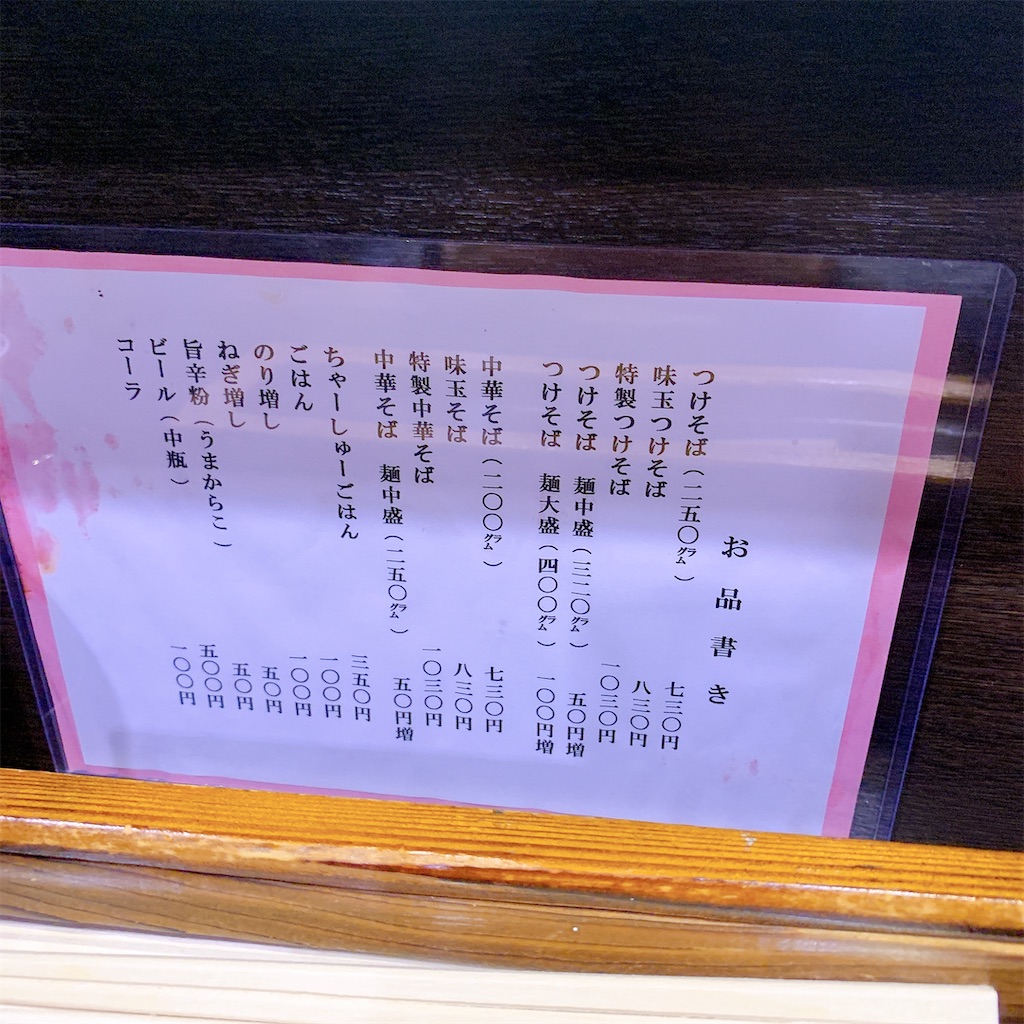 お品書き
つけそば（二五〇㌘） 七三〇円
味玉つけそば 八三〇円
特製つけそば 一〇三〇円
つけそば 麺中盛（三二〇㌘） 五〇円増
つけそば 麺大盛（四〇〇㌘） 一〇〇円増
中華そば（二〇〇㌘） 七三〇円
味玉そば 八三〇円
特製中華そば 一〇三〇円
中華そば 麺中盛（二五〇㌘） 五〇円増
ちゃーしゅーごはん 三五〇円
ごはん 一〇〇円
のり増し 一〇〇円
ねぎ増し 五〇円
旨辛粉（うまからこ） 五〇円
ビール（中瓶） 五〇〇円
コーラ 一〇〇円